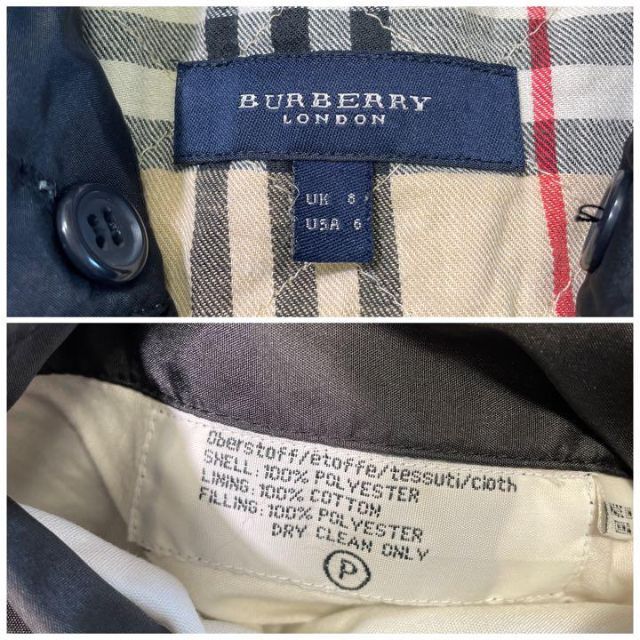 BURBERRY
LONDON
UK 8
USA 6
Oberstoff/étoffe/tessuti/cloth
SHELL: 100% POLYESTER
LINING: 100% COTTON
FILLING: 100% POLYESTER
DRY CLEAN ONLY
P